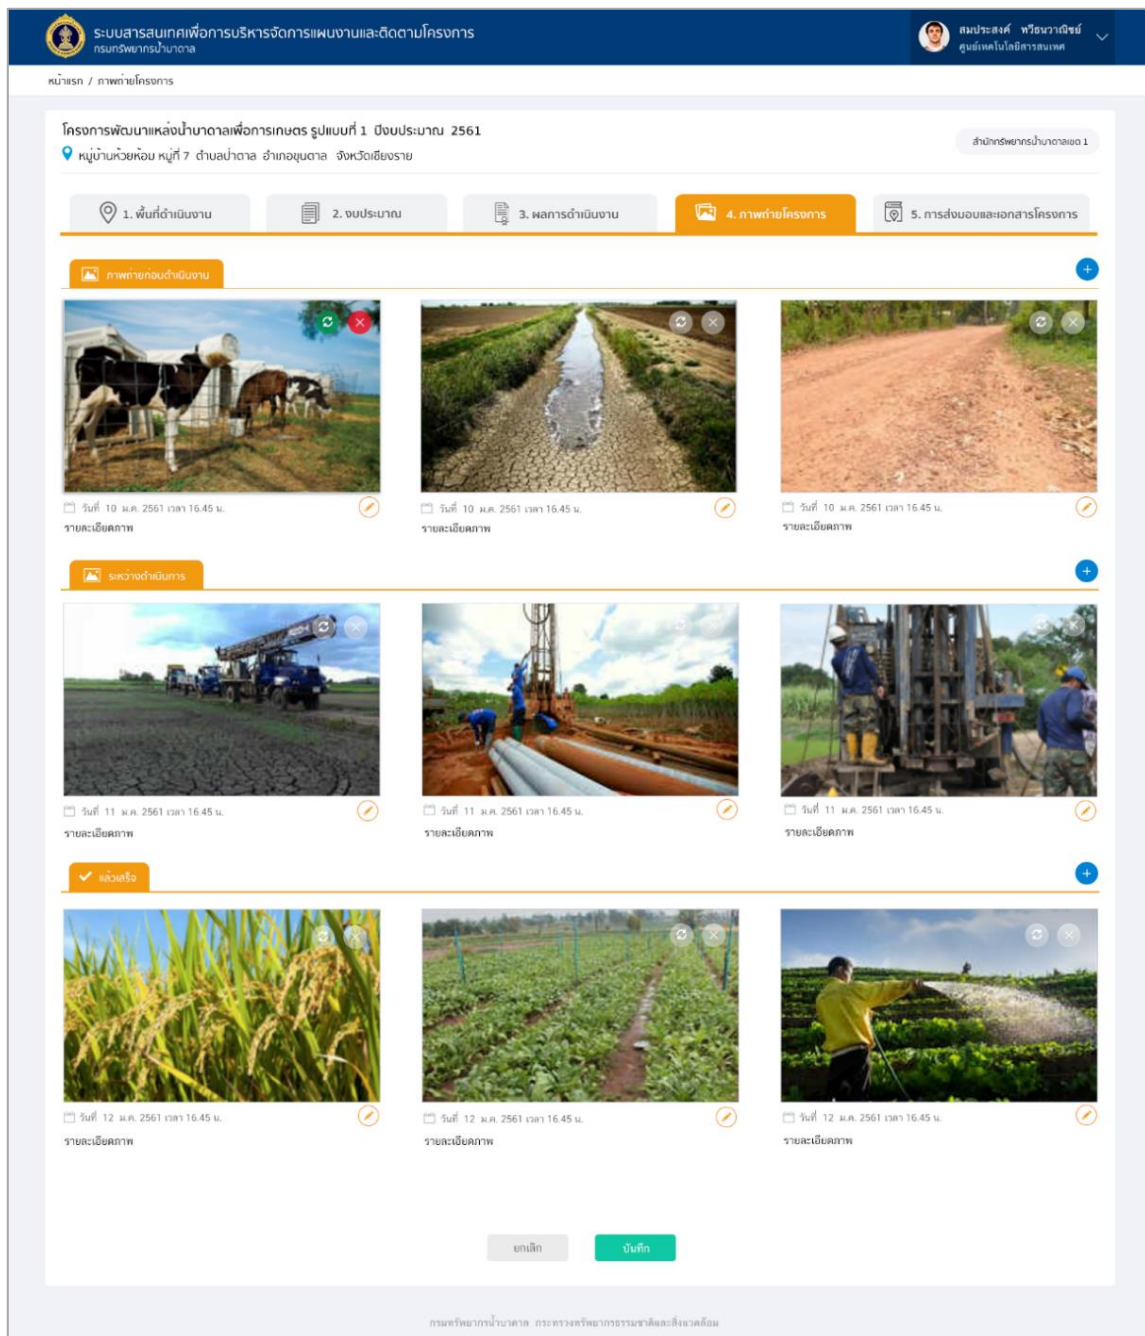 ระบบสารสนเทศเพื่อการบริหารจัดการแผนงานและติดตามโครงการ
กรมทรัพยากรน้ำบาดาล
สมประสงค์ ทวีธนวาณิชย์
ศูนย์เทคโนโลยีสารสนเทศ
หน้าแรก / ภาพถ่ายโครงการ
โครงการพัฒนาแหล่งน้ำบาดาลเพื่อการเกษตร รูปแบบที่ 1 ปีงบประมาณ 2561
หมู่บ้านห้วยห้อม หมู่ที่ 7 ตำบลป่าตาล อำเภอขุนตาล จังหวัดเชียงราย
สำนักทรัพยากรน้ำบาดาลเขต 1
1. พื้นที่ดำเนินงาน
2. งบประมาณ
3. ผลการดำเนินงาน
4. ภาพถ่ายโครงการ
5. การส่งมอบและเอกสารโครงการ
ภาพถ่ายก่อนดำเนินงาน
วันที่ 10 ม.ค. 2561 เวลา 16.45 น.
รายละเอียดภาพ
วันที่ 10 ม.ค. 2561 เวลา 16.45 น.
รายละเอียดภาพ
วันที่ 10 ม.ค. 2561 เวลา 16.45 น.
รายละเอียดภาพ
ระหว่างดำเนินการ
วันที่ 11 ม.ค. 2561 เวลา 16.45 น.
รายละเอียดภาพ
วันที่ 11 ม.ค. 2561 เวลา 16.45 น.
รายละเอียดภาพ
วันที่ 11 ม.ค. 2561 เวลา 16.45 น.
รายละเอียดภาพ
แล้วเสร็จ
วันที่ 12 ม.ค. 2561 เวลา 16.45 น.
รายละเอียดภาพ
วันที่ 12 ม.ค. 2561 เวลา 16.45 น.
รายละเอียดภาพ
วันที่ 12 ม.ค. 2561 เวลา 16.45 น.
รายละเอียดภาพ
ยกเลิก
บันทึก
กรมทรัพยากรน้ำบาดาล กระทรวงทรัพยากรธรรมชาติและสิ่งแวดล้อม